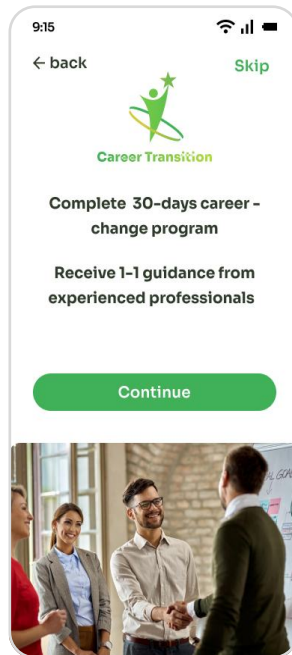 9:15
← back
Skip
Career Transition
Complete 30-days career -
change program
Receive 1-1 guidance from
experienced professionals
Continue